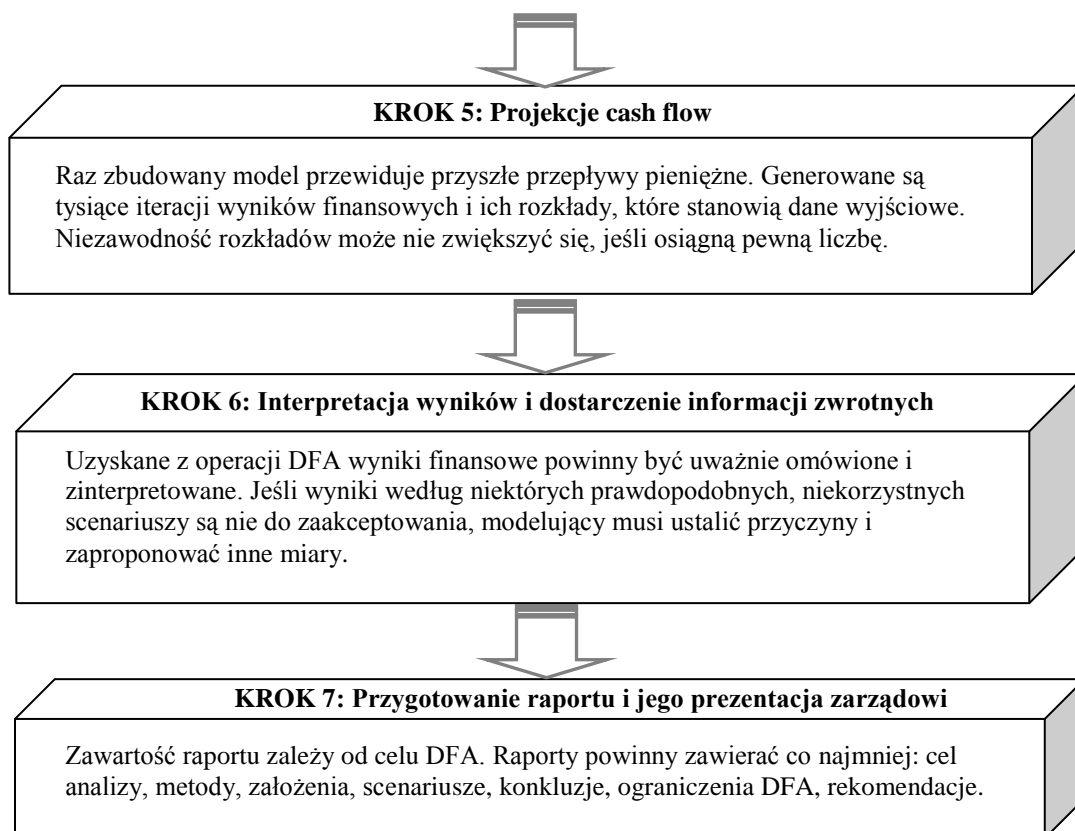 KROK 5: Projekcje cash flow
Raz zbudowany model przewiduje przyszłe przepływy pieniężne. Generowane są
tysiące iteracji wyników finansowych i ich rozkłady, które stanowią dane wyjściowe.
Niezawodność rozkładów może nie zwiększyć się, jeśli osiągną pewną liczbę.
KROK 6: Interpretacja wyników i dostarczenie informacji zwrotnych
Uzyskane z operacji DFA wyniki finansowe powinny być uważnie omówione i
zinterpretowane. Jeśli wyniki według niektórych prawdopodobnych, niekorzystnych
scenariuszy są nie do zaakceptowania, modelujący musi ustalić przyczyny i
zaproponować inne miary.
KROK 7: Przygotowanie raportu i jego prezentacja zarządowi
Zawartość raportu zależy od celu DFA. Raporty powinny zawierać co najmniej: cel
analizy, metody, założenia, scenariusze, konkluzje, ograniczenia DFA, rekomendacje.